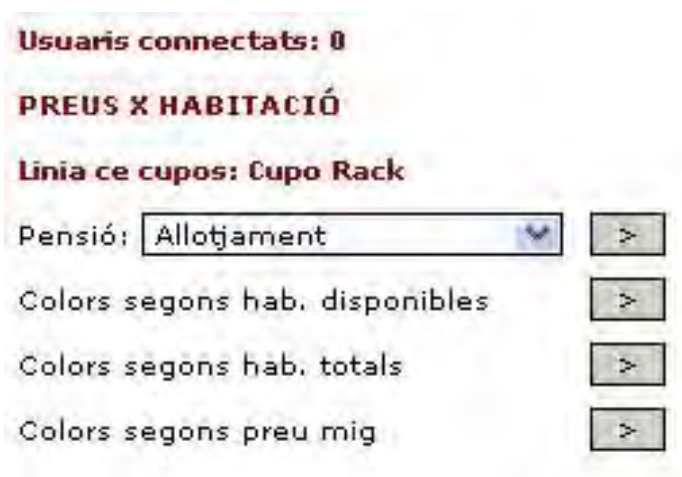 Usuaris connectats: 0
PREUS X HABITACIÓ
Linia ce cupos: Cupo Rack
Pensió: Allotjament >
Colors segons hab. disponibles >
Colors segons hab. totals >
Colors segons preu mig >